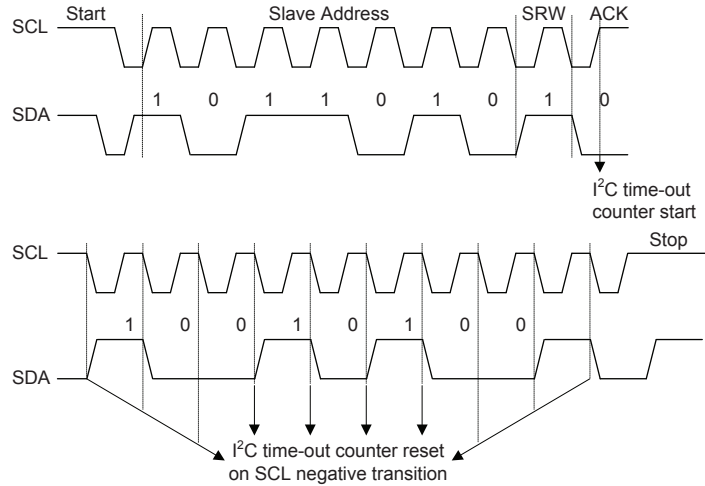 Start Slave Address SRW ACK
SCL
1 0 1 1 0 1 0 1 0
SDA
I²C time-out
counter start
Stop
SCL
1 0 0 1 0 1 0 0
SDA
I²C time-out counter reset
on SCL negative transition